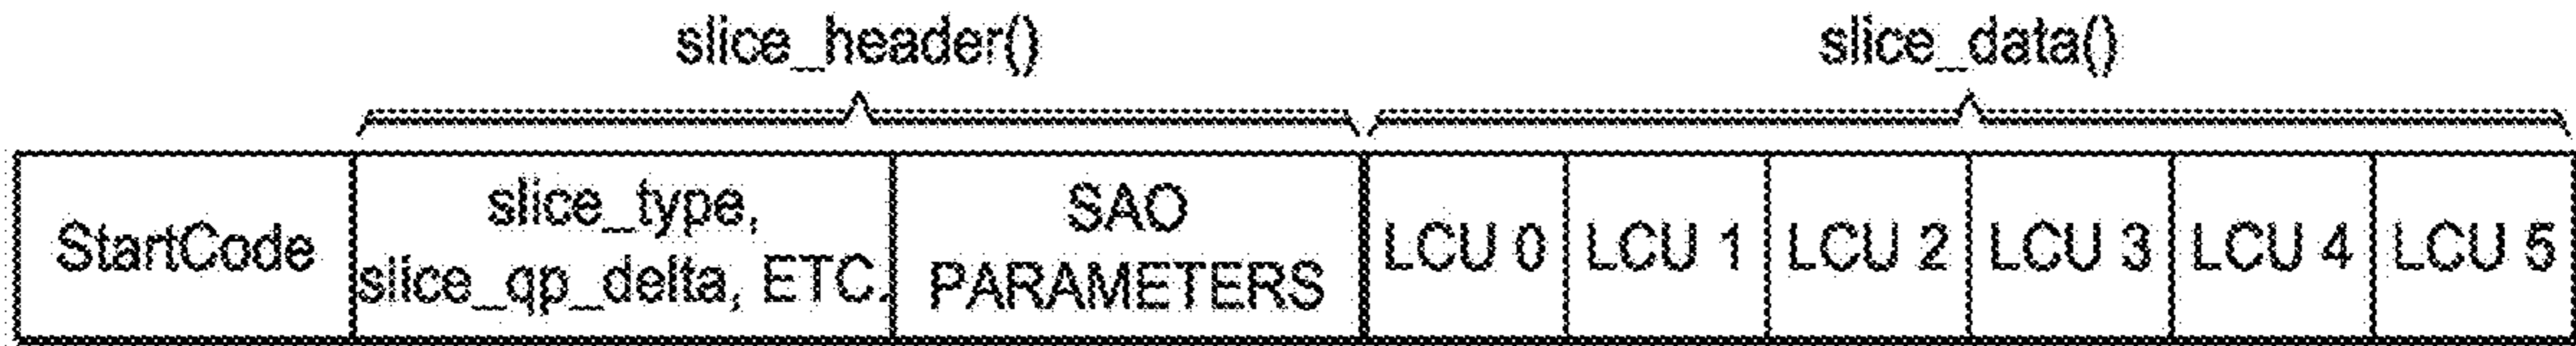 slice_header()
slice_data()
StartCode
slice_type,
slice_qp_delta, ETC.
SAO
PARAMETERS
LCU 0
LCU 1
LCU 2
LCU 3
LCU 4
LCU 5